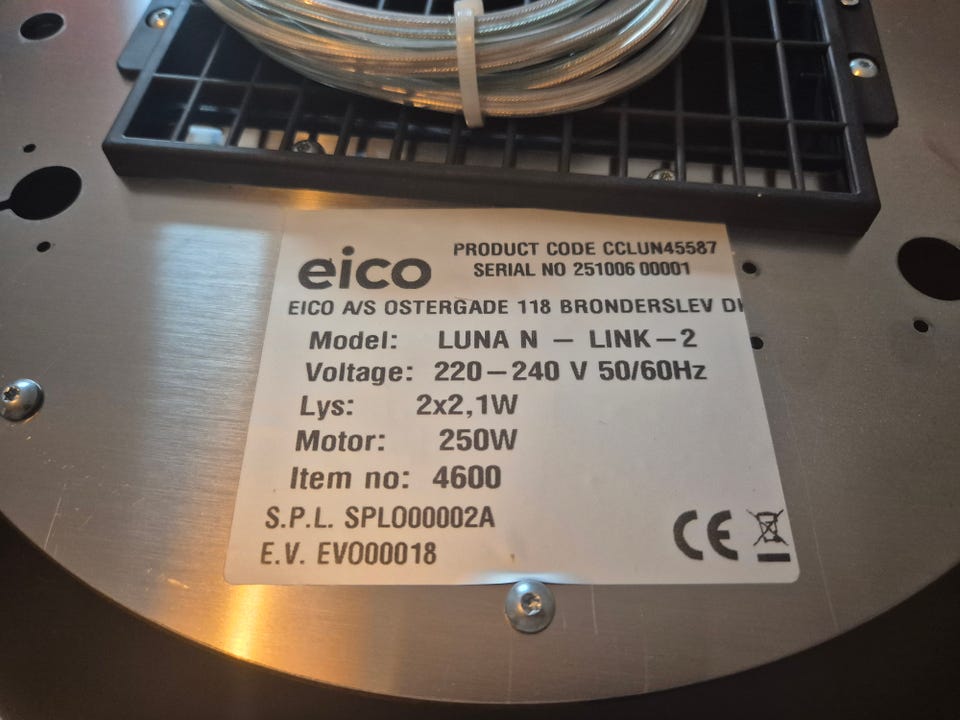 eico
PRODUCT CODE CCLUN45587
SERIAL NO 251006 00001
EICO A/S OSTERGADE 118 BRONDERSLEV
Model: LUNA N – LINK – 2
Voltage: 220 – 240 V 50/60Hz
Lys: 2x2,1W
Motor: 250W
Item no: 4600
S.P.L. SPL000002A
E.V. EV000018
CE